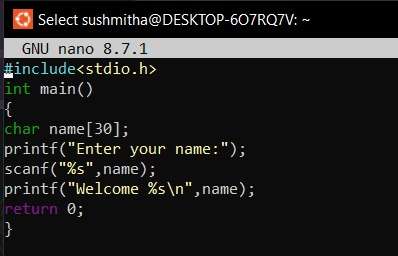 Select sushmitha@DESKTOP-6O7RQ7V: ~
GNU nano 8.7.1
#include<stdio.h>
int main()
{
char name[30];
printf("Enter your name:");
scanf("%s",name);
printf("Welcome %s\n",name);
return 0;
}